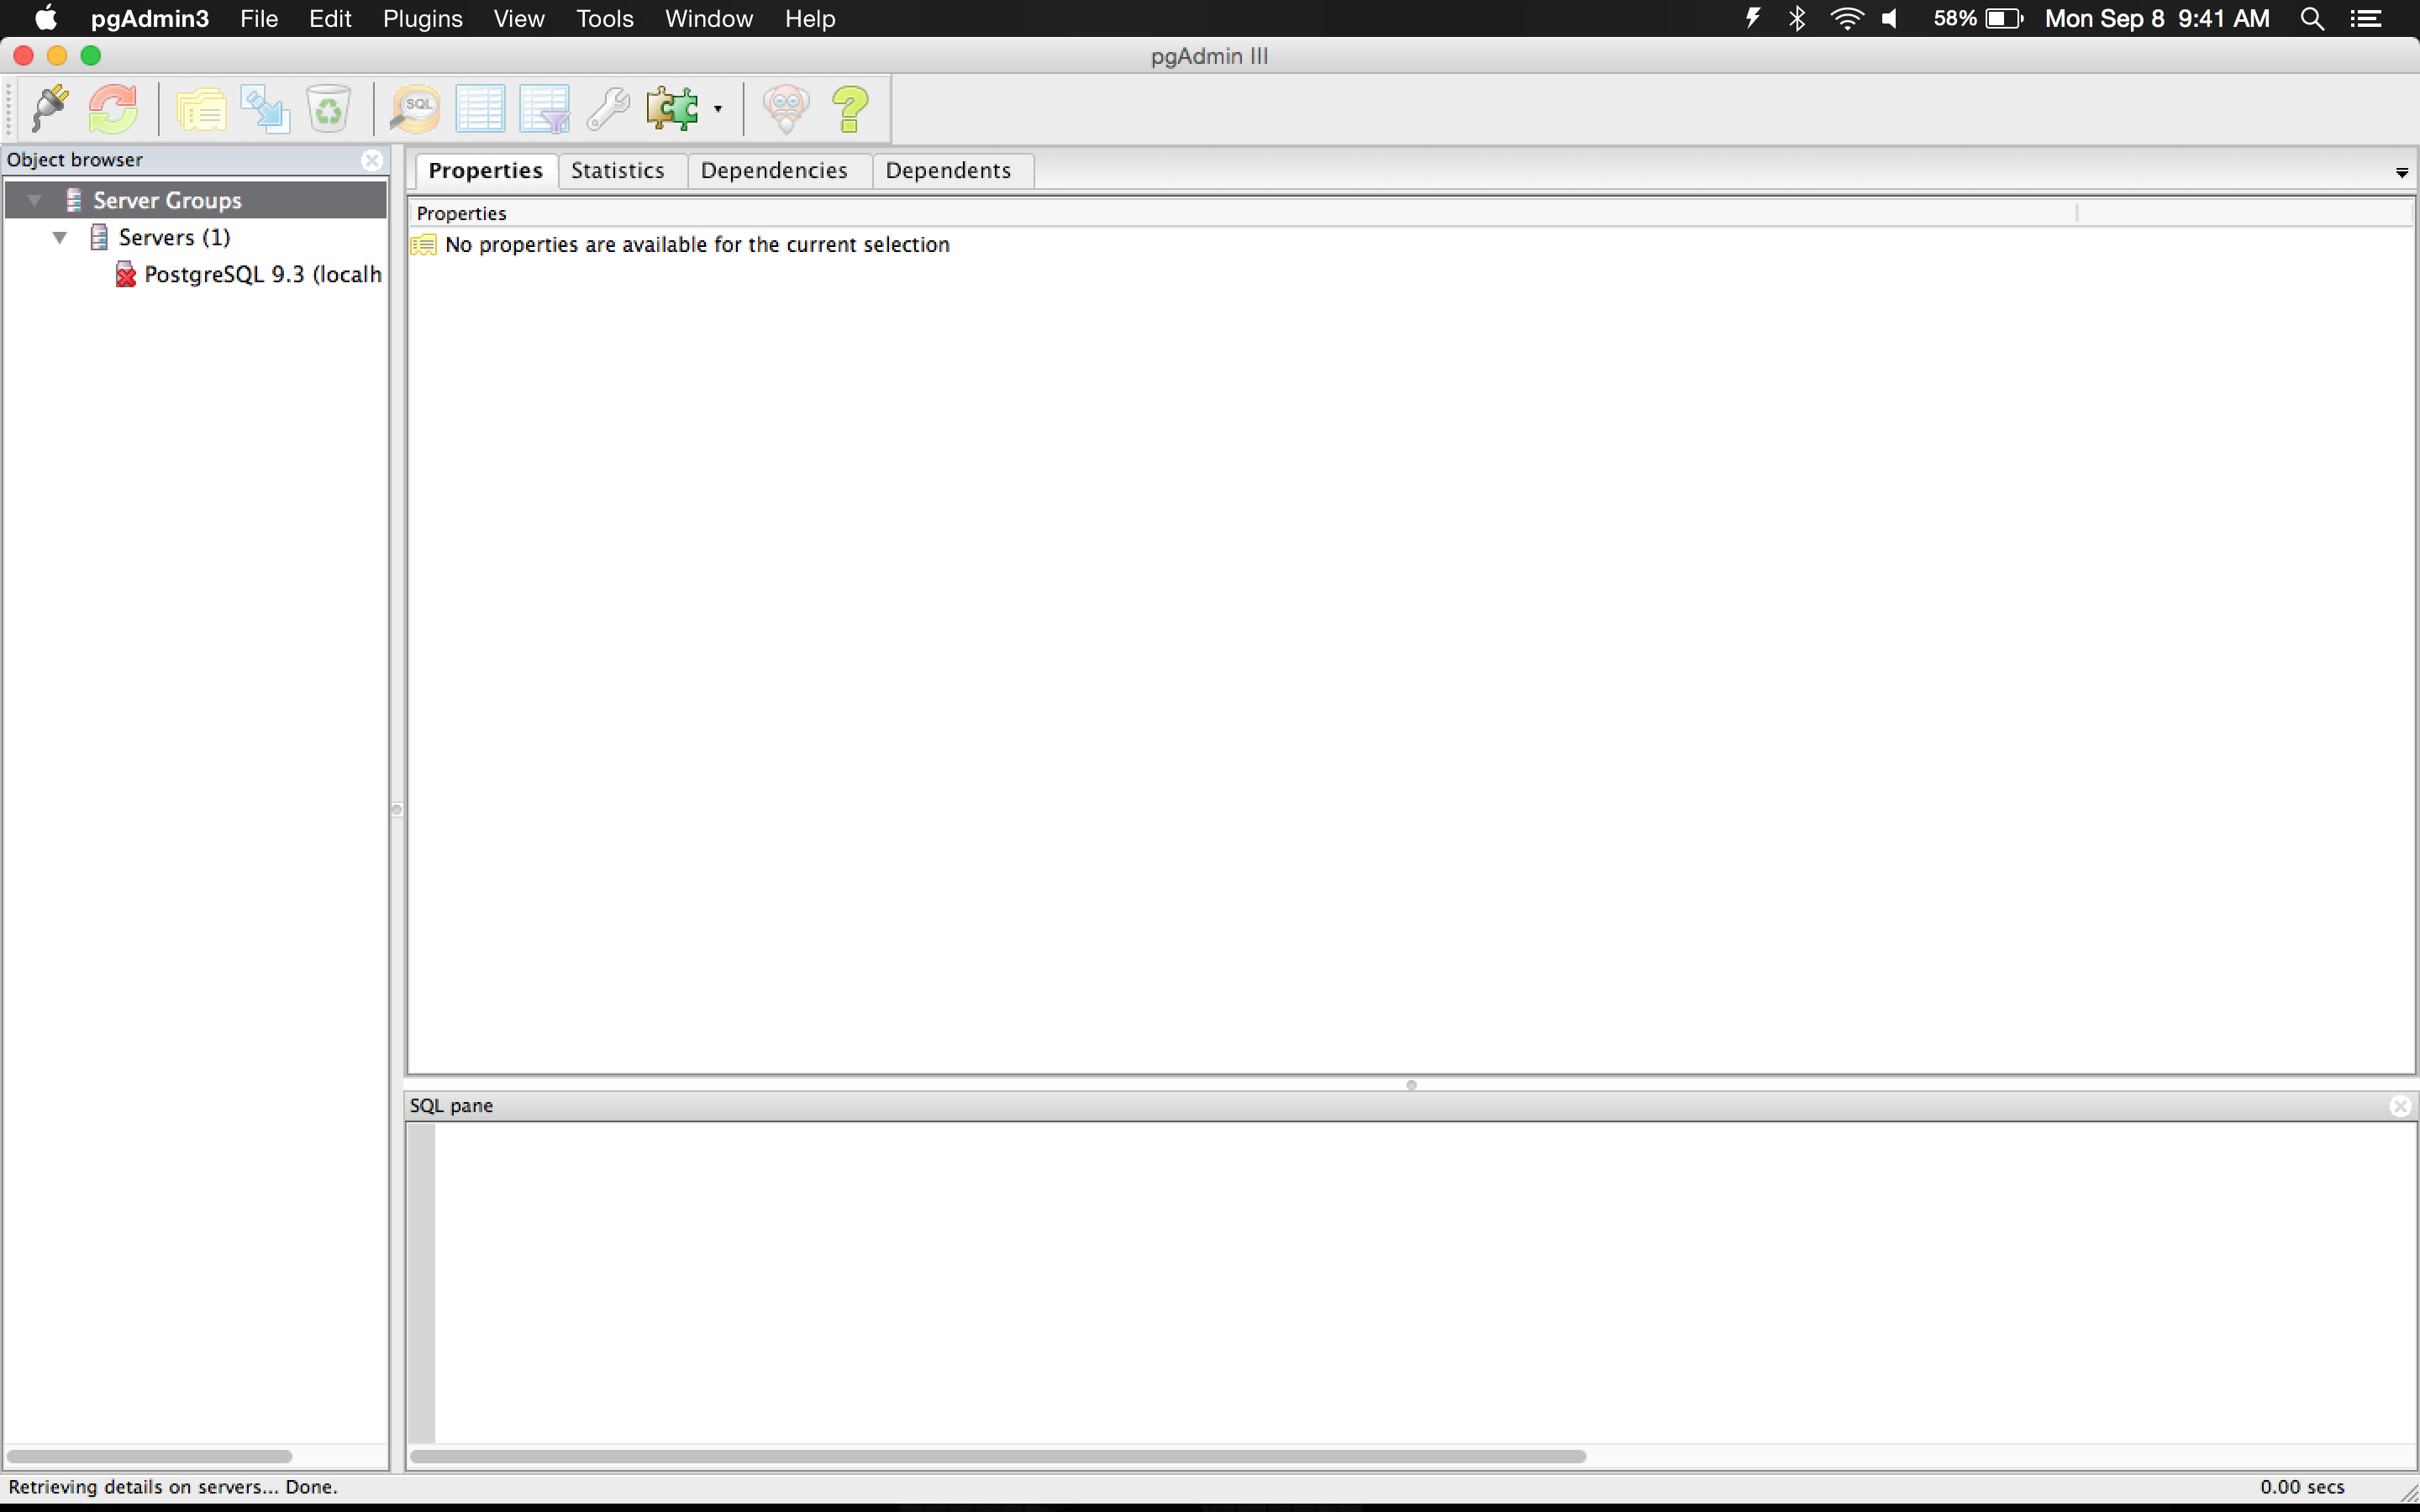 pgAdmin3 File Edit Plugins View Tools Window Help 58% Mon Sep 8 9:41 AM
pgAdmin III
SQL
Object browser
Server Groups
Servers (1)
PostgreSQL 9.3 (localh
Properties Statistics Dependencies Dependents
Properties
No properties are available for the current selection
SQL pane
Retrieving details on servers... Done. 0.00 secs